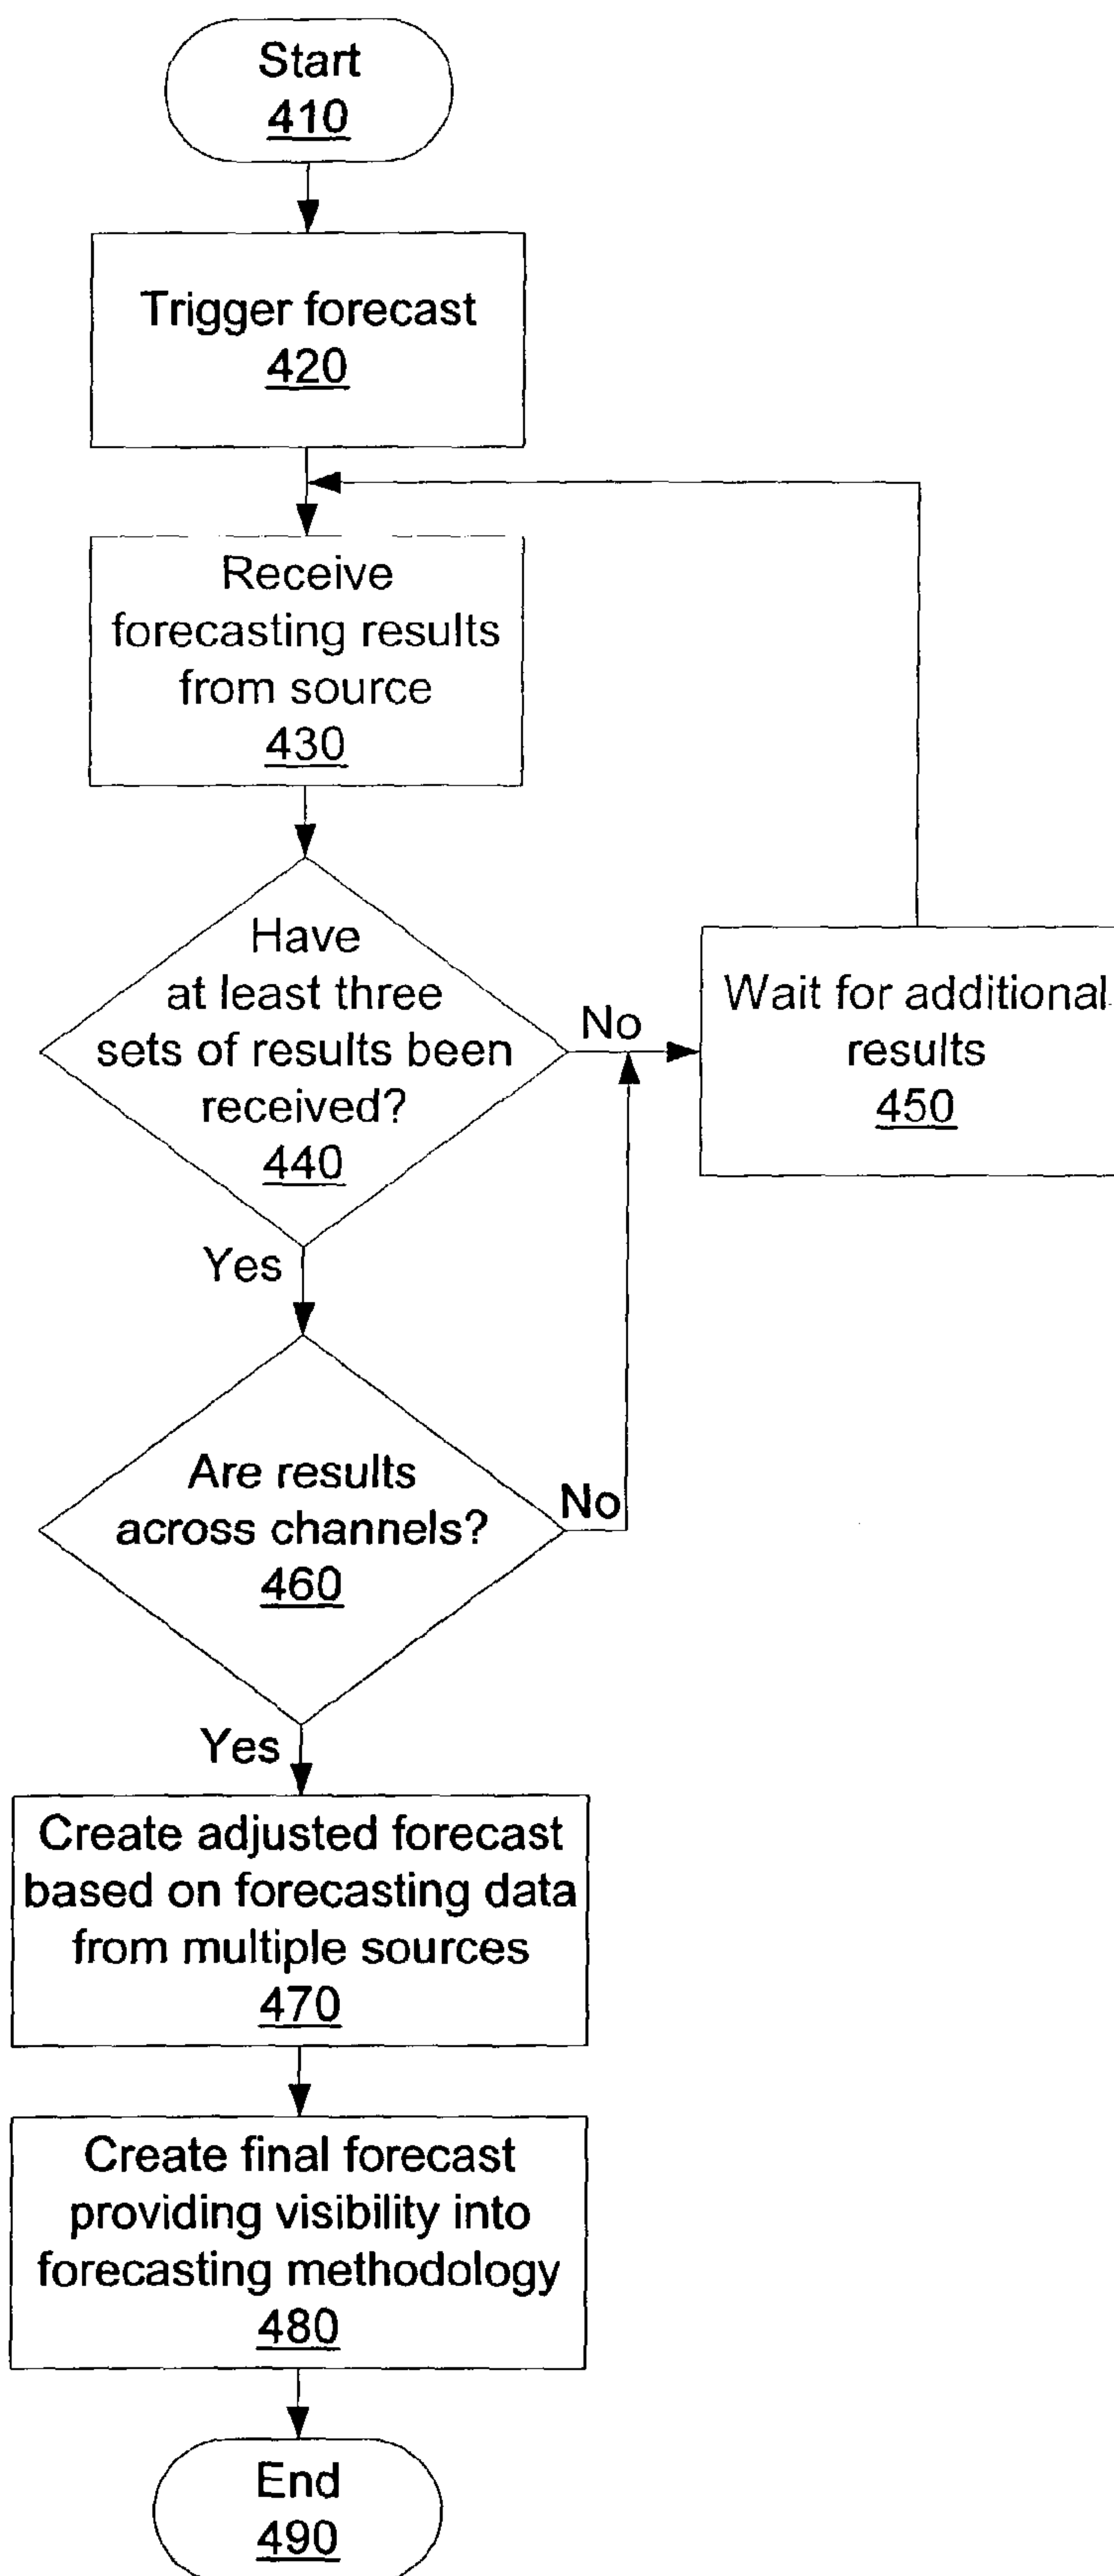 Start
410
Trigger forecast
420
Receive
forecasting results
from source
430
Have
at least three
sets of results been
received?
440
No
Wait for additional
results
450
Yes
Are results
across channels?
460
No
Yes
Create adjusted forecast
based on forecasting data
from multiple sources
470
Create final forecast
providing visibility into
forecasting methodology
480
End
490